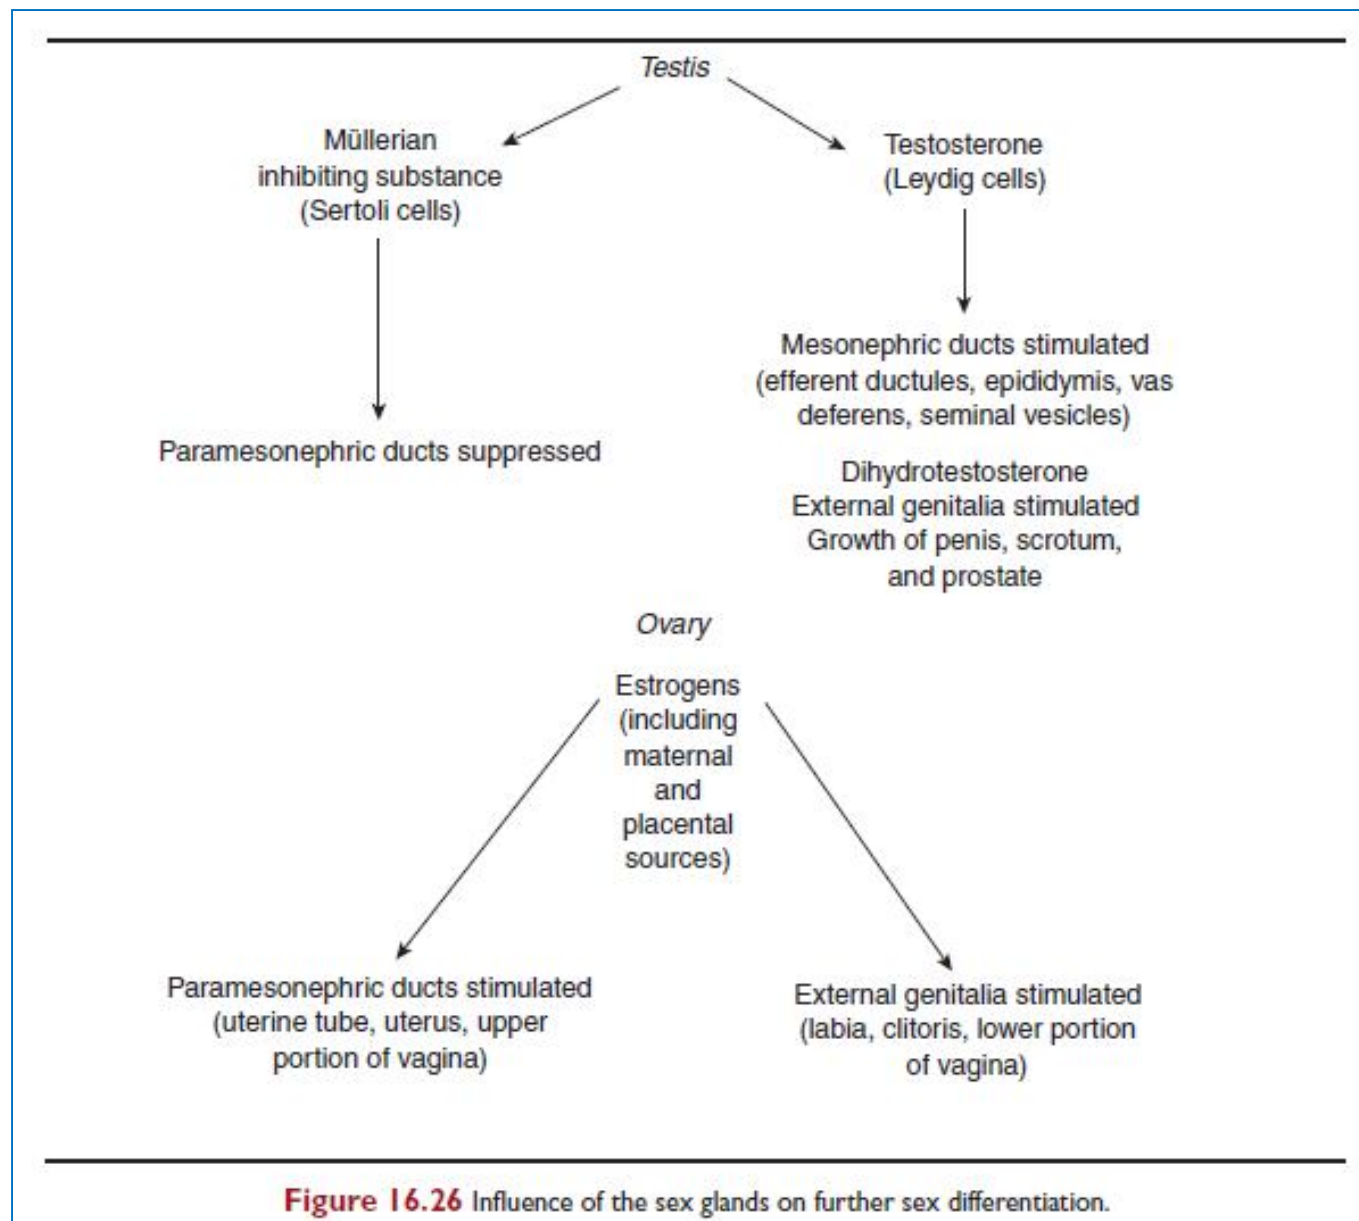 Testis
Müllerian
inhibiting substance
(Sertoli cells)
Testosterone
(Leydig cells)
Paramesonephric ducts suppressed
Mesonephric ducts stimulated
(efferent ductules, epididymis, vas
deferens, seminal vesicles)
Dihydrotestosterone
External genitalia stimulated
Growth of penis, scrotum,
and prostate
Ovary
Estrogens
(including
maternal
and
placental
sources)
Paramesonephric ducts stimulated
(uterine tube, uterus, upper
portion of vagina)
External genitalia stimulated
(labia, clitoris, lower portion
of vagina)
Figure 16.26 Influence of the sex glands on further sex differentiation.